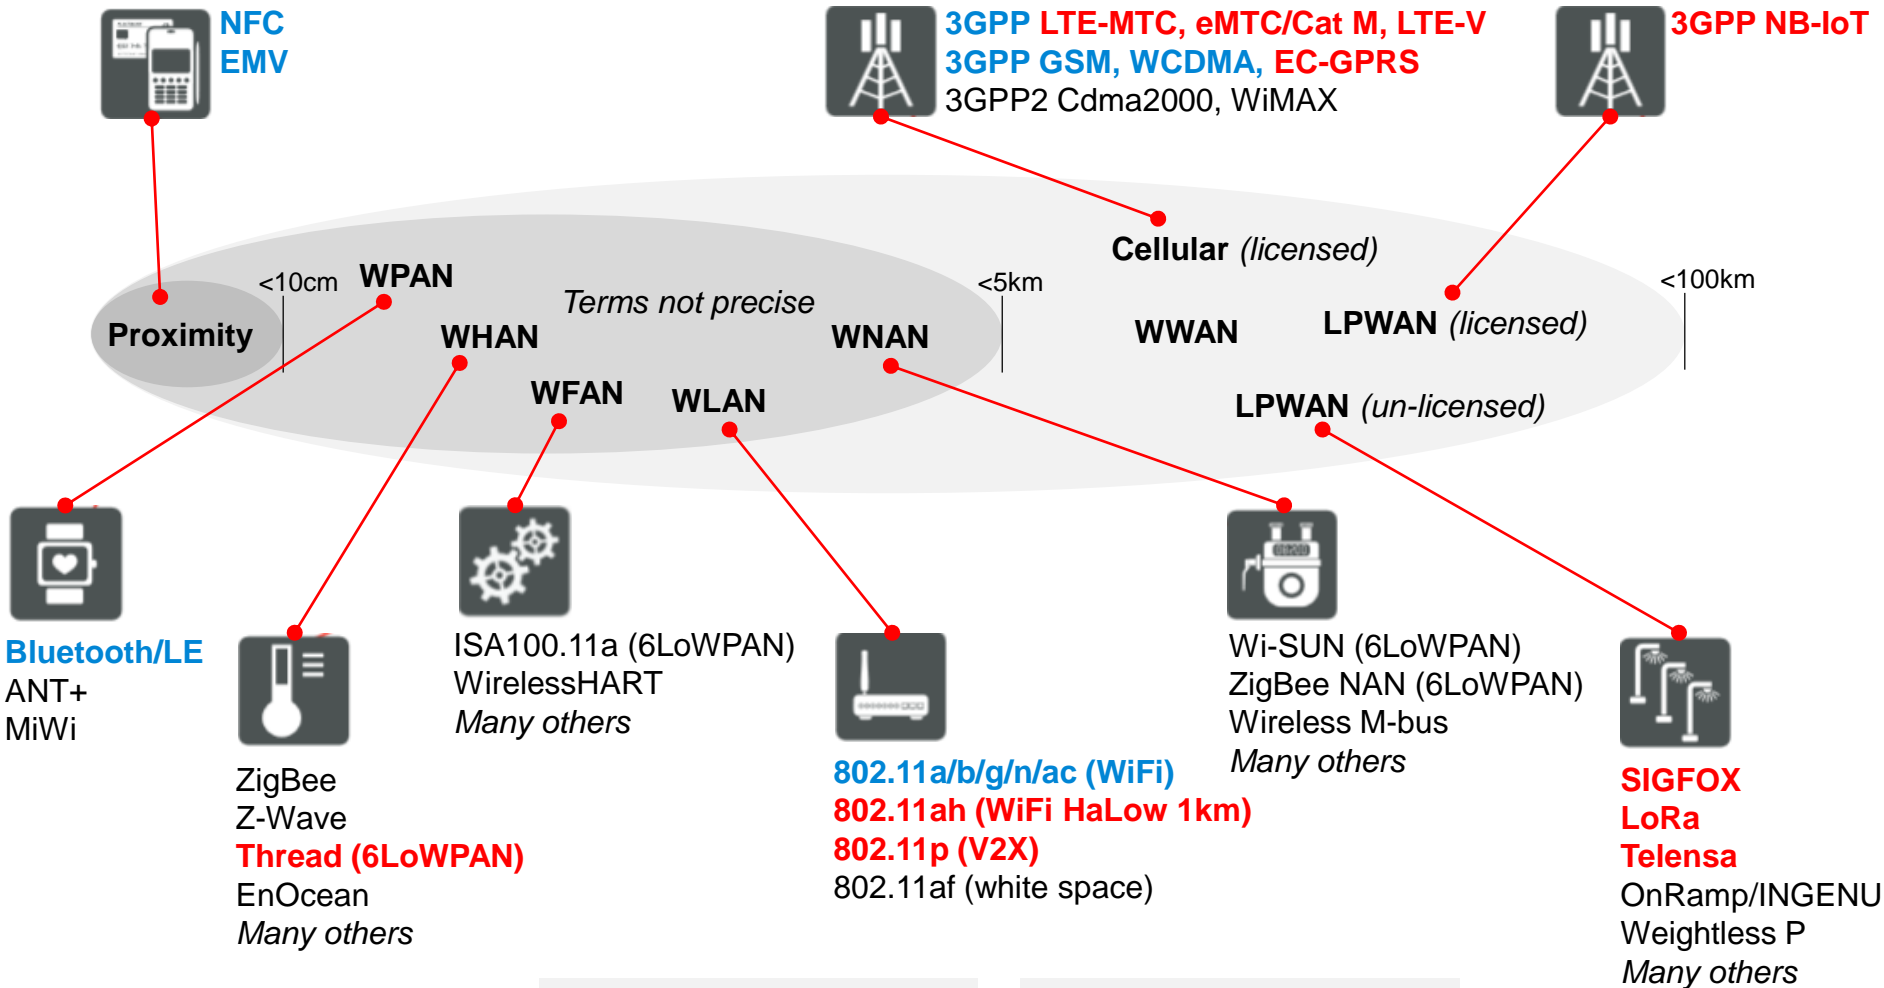 NFC
EMV
3GPP LTE-MTC, eMTC/Cat M, LTE-V
3GPP GSM, WCDMA, EC-GPRS
3GPP2 Cdma2000, WiMAX
3GPP NB-IoT
Cellular (licensed)
<10cm
WPAN
Terms not precise
<5km
<100km
Proximity
WHAN
WNAN
WWAN
LPWAN (licensed)
WFAN
WLAN
LPWAN (un-licensed)
Bluetooth/LE
ANT+
MiWi
ZigBee
Z-Wave
Thread (6LoWPAN)
EnOcean
Many others
ISA100.11a (6LoWPAN)
WirelessHART
Many others
802.11a/b/g/n/ac (WiFi)
802.11ah (WiFi HaLow 1km)
802.11p (V2X)
802.11af (white space)
Wi-SUN (6LoWPAN)
ZigBee NAN (6LoWPAN)
Wireless M-bus
Many others
SIGFOX
LoRa
Telensa
OnRamp/INGENU
Weightless P
Many others